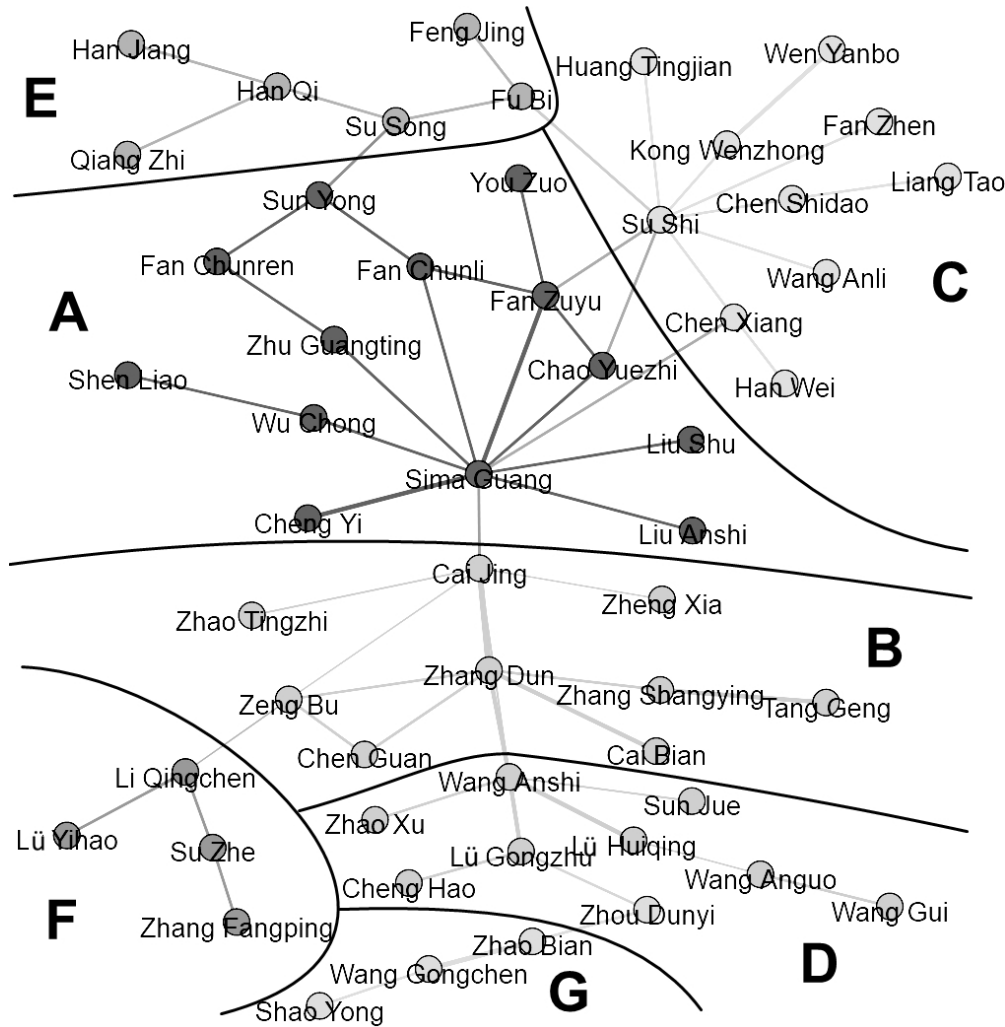 Feng Jing
Han Jiang
Wen Yanbo
Huang Tingjian
Han Qi
E
Fu Bi
Su Song
Fan Zhen
Kong Wenzhong
Qiang Zhi
You Zuo
Liang Tao
Sun Yong
Chen Shidao
Su Shi
Fan Chunren
Fan Chunli
Wang Anli
C
Fan Zuyu
A
Chen Xiang
Zhu Guangting
Chao Yuezhi
Shen Liao
Han Wei
Wu Chong
Liu Shu
Sima Guang
Cheng Yi
Liu Anshi
Cai Jing
Zheng Xia
Zhao Tingzhi
B
Zhang Dun
Zhang Shangying
Zeng Bu
Tang Geng
Chen Guan
Cai Bian
Li Qingchen
Wang Anshi
Sun Jue
Zhao Xu
Lü Yihao
Lü Huiqing
Su Zhe
Lü Gongzhu
Wang Anguo
Cheng Hao
Wang Gui
Zhou Dunyi
F
Zhang Fangping
Zhao Bian
D
Wang Gongchen
G
Shao Yong